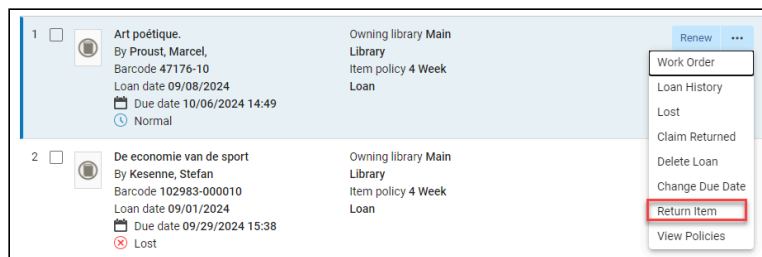 1 Art poétique. Owning library Main Renew ...
By Proust, Marcel, Library
Barcode 47176-10 Item policy 4 Week
Loan date 09/08/2024 Loan
Due date 10/06/2024 14:49
Normal
Work Order
Loan History
Lost
Claim Returned
Delete Loan
Change Due Date
Return Item
View Policies
2 De economie van de sport Owning library Main
By Kesenne, Stefan Library
Barcode 102983-000010 Item policy 4 Week
Loan date 09/01/2024 Loan
Due date 09/29/2024 15:38
Lost